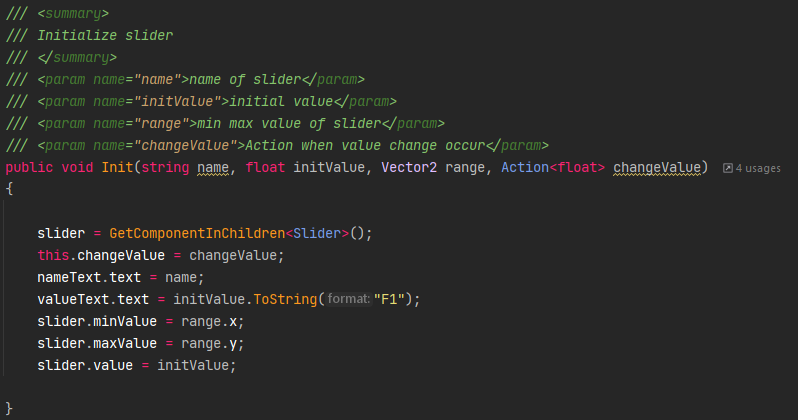 /// <summary>
/// Initialize slider
/// </summary>
/// <param name="name">name of slider</param>
/// <param name="initValue">initial value</param>
/// <param name="range">min max value of slider</param>
/// <param name="changeValue">Action when value change occur</param>
public void Init(string name, float initValue, Vector2 range, Action<float> changeValue) 4 usages
{
slider = GetComponentInChildren<Slider>();
this.changeValue = changeValue;
nameText.text = name;
valueText.text = initValue.ToString(format:"F1");
slider.minValue = range.x;
slider.maxValue = range.y;
slider.value = initValue;
}